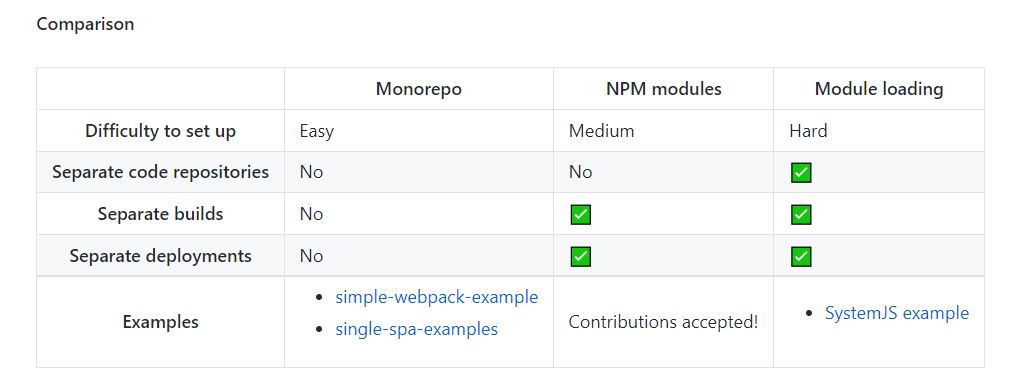 Comparison
Monorepo NPM modules Module loading
Difficulty to set up Easy Medium Hard
Separate code repositories No No ✅
Separate builds No ✅ ✅
Separate deployments No ✅ ✅
Examples
• simple-webpack-example
• single-spa-examples
Contributions accepted!
• SystemJS example